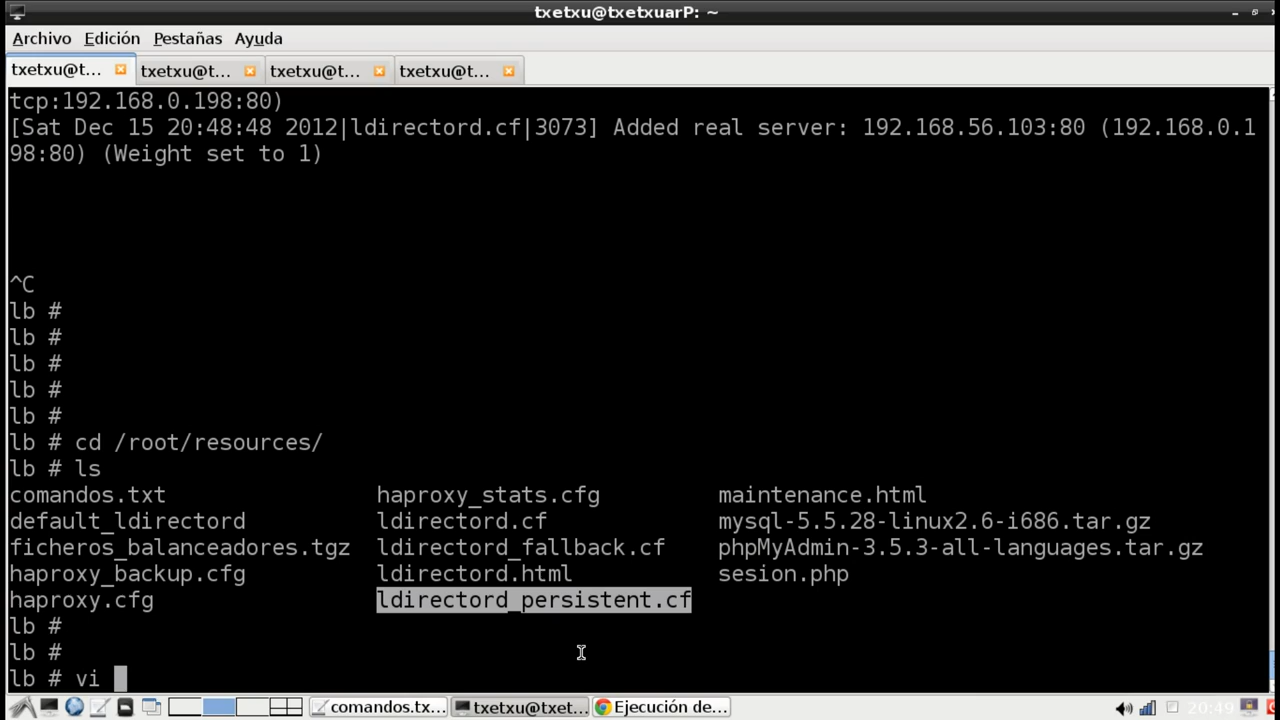 txetxu@txetxuarP: ~
Archivo Edición Pestañas Ayuda
txetxu@t... txetxu@t... txetxu@t... txetxu@t...
tcp:192.168.0.198:80)
[Sat Dec 15 20:48:48 2012|ldirectord.cf|3073] Added real server: 192.168.56.103:80 (192.168.0.1
98:80) (Weight set to 1)
^C
lb #
lb #
lb #
lb #
lb #
lb # cd /root/resources/
lb # ls
comandos.txt haproxy_stats.cfg maintenance.html
default_ldirectord ldirectord.cf mysql-5.5.28-linux2.6-i686.tar.gz
ficheros_balanceadores.tgz ldirectord_fallback.cf phpMyAdmin-3.5.3-all-languages.tar.gz
haproxy_backup.cfg ldirectord.html sesion.php
haproxy.cfg ldirectord_persistent.cf
lb #
lb #
lb # vi
comandos.tx... txetxu@txet... Ejecución de... 20:49